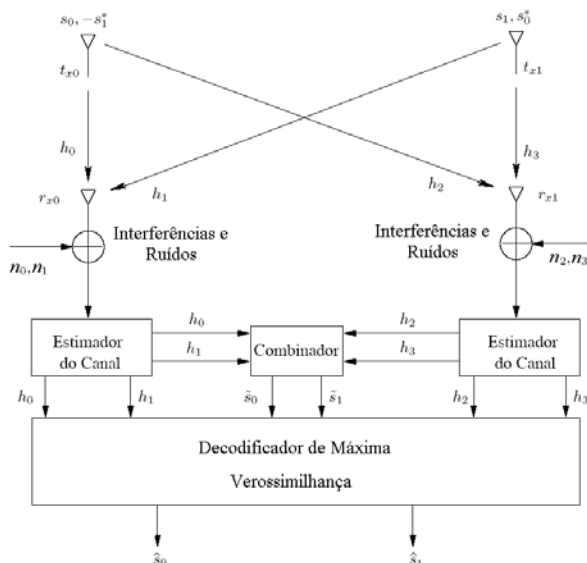 s₀, −s₁*
s₁, s₀*
tₓ₀
tₓ₁
h₀
h₃
h₁
h₂
rₓ₀
rₓ₁
Interferências e
Ruídos
Interferências e
Ruídos
n₀,n₁
n₂,n₃
Estimador
do Canal
h₀
h₁
Combinador
h₂
h₃
Estimador
do Canal
h₀
h₁
s̃₀
s̃₁
h₂
h₃
Decodificador de Máxima
Verossimilhança
ŝ₀
ŝ₁